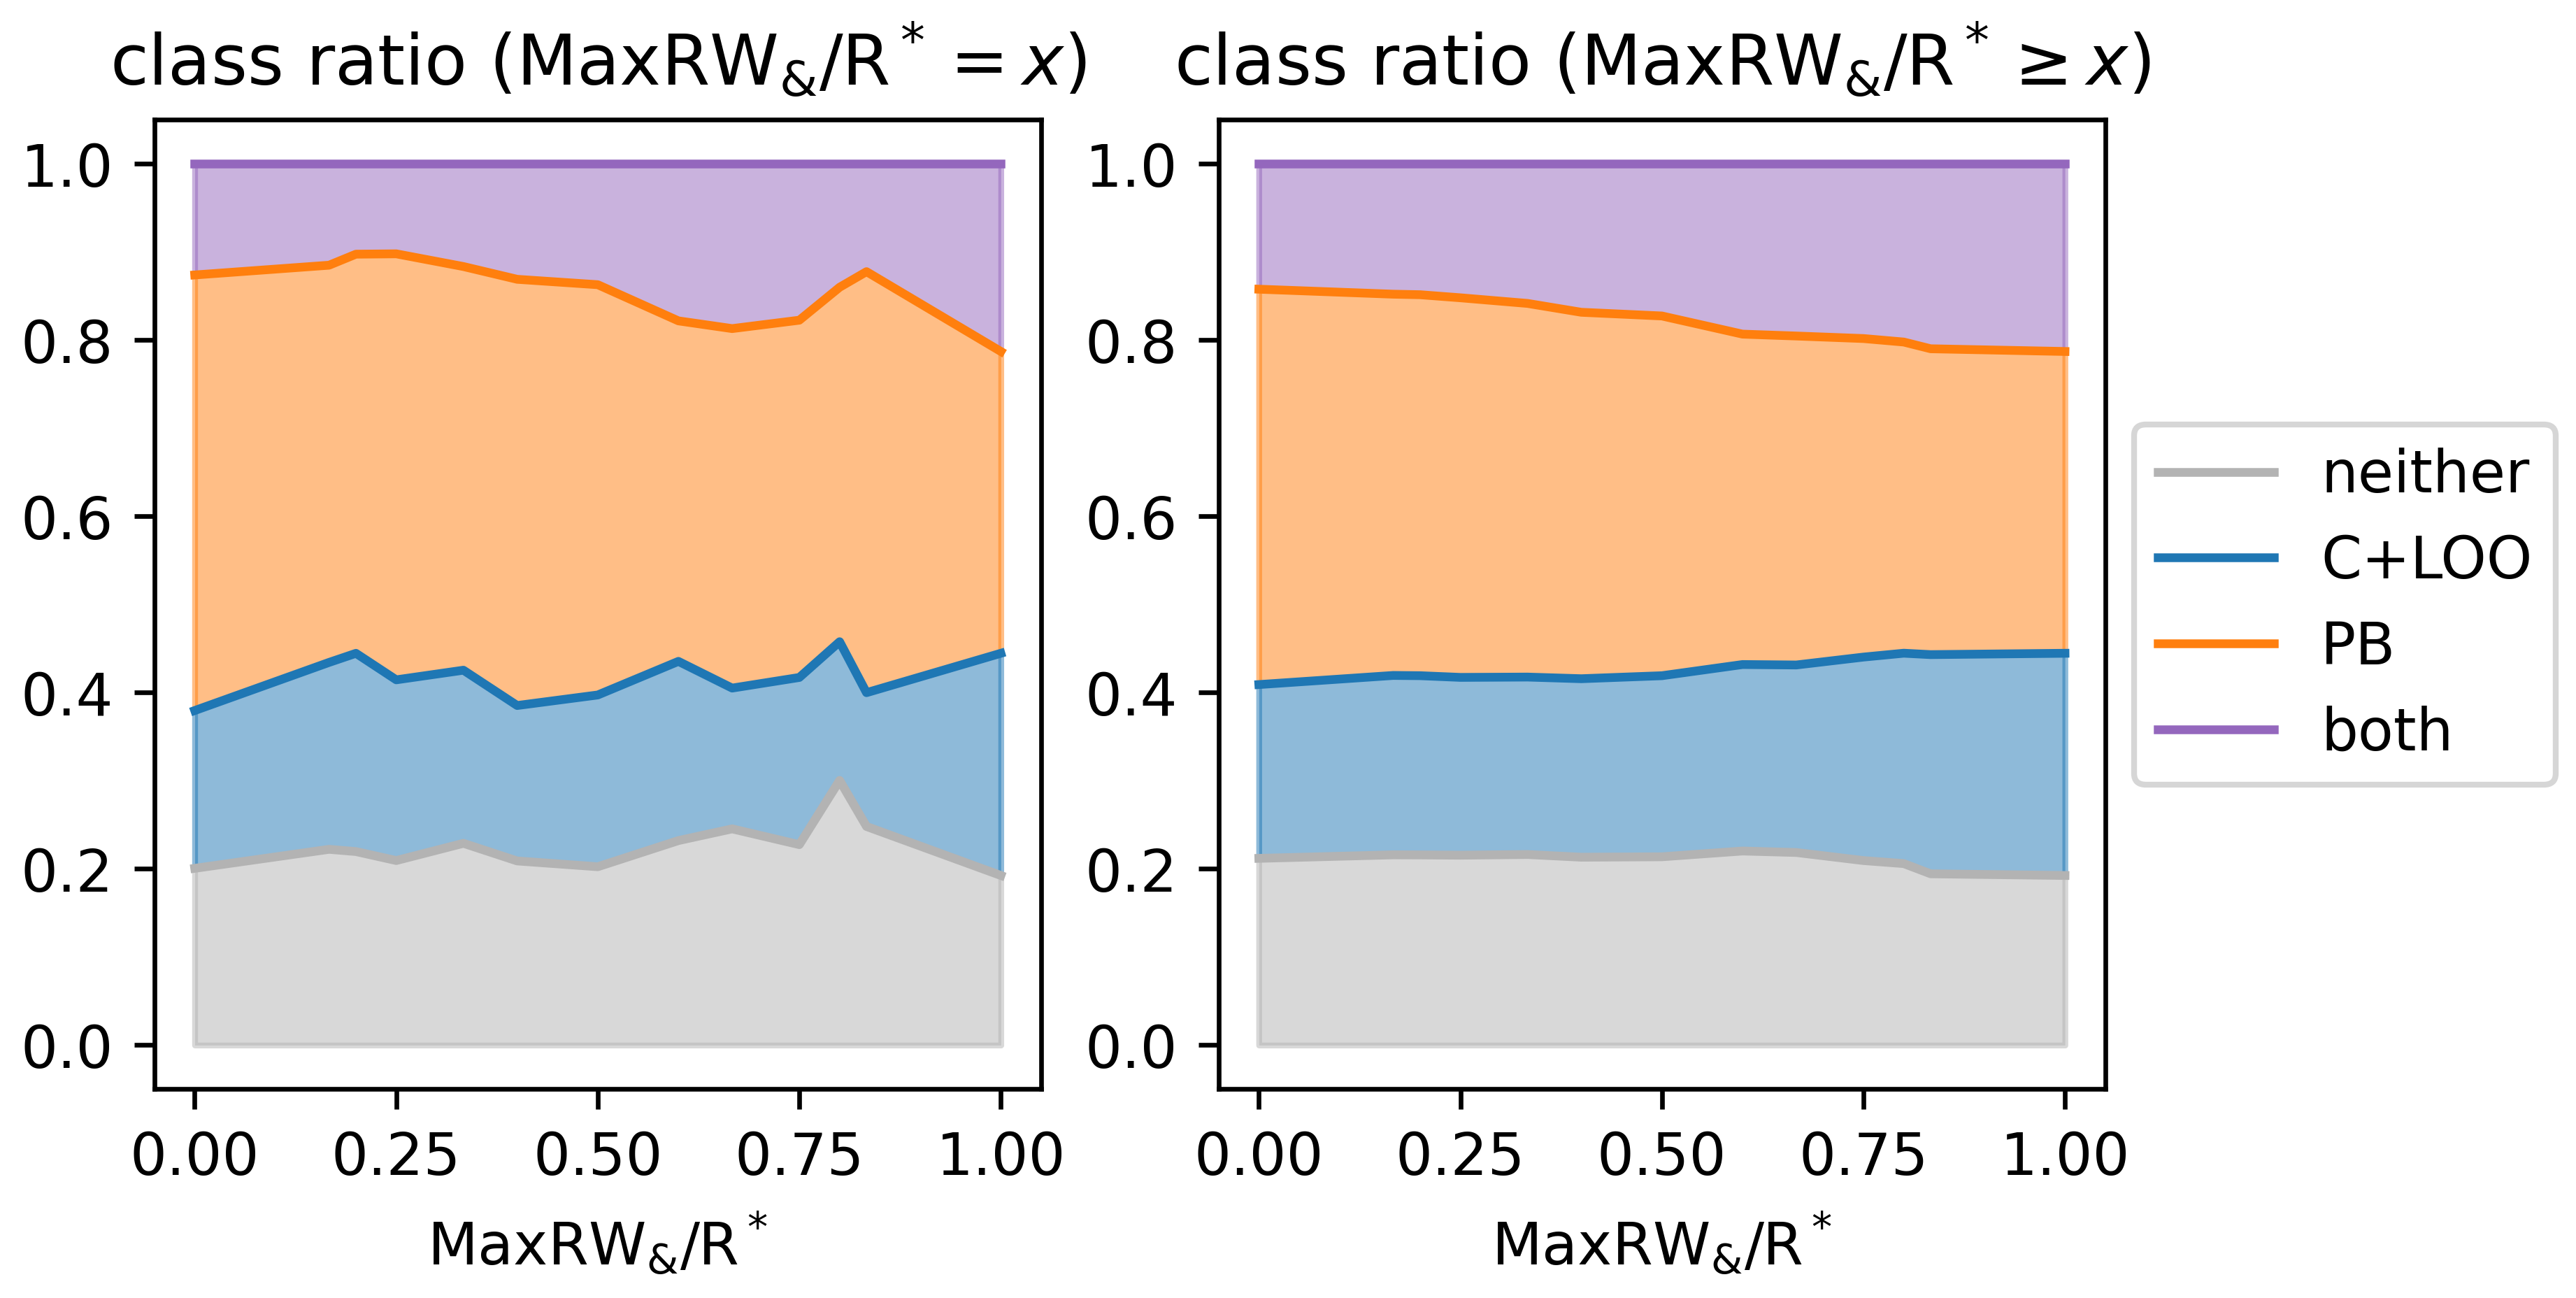 class ratio (MaxRW&/R* = x)
class ratio (MaxRW&/R* ≥ x)
1.0
0.8
0.6
0.4
0.2
0.0
0.00 0.25 0.50 0.75 1.00
MaxRW&/R*
1.0
0.8
0.6
0.4
0.2
0.0
0.00 0.25 0.50 0.75 1.00
MaxRW&/R*
neither
C+LOO
PB
both